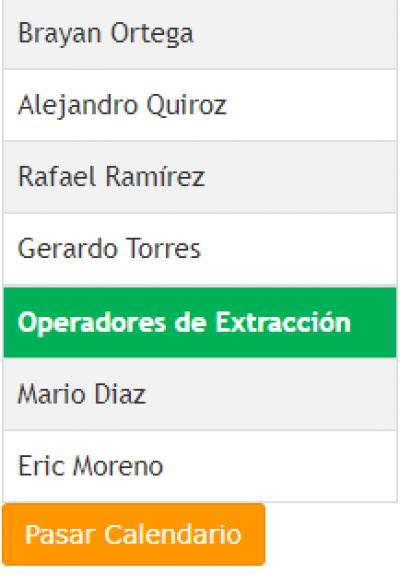 Brayan Ortega
Alejandro Quiroz
Rafael Ramírez
Gerardo Torres
Operadores de Extracción
Mario Diaz
Eric Moreno
Pasar Calendario